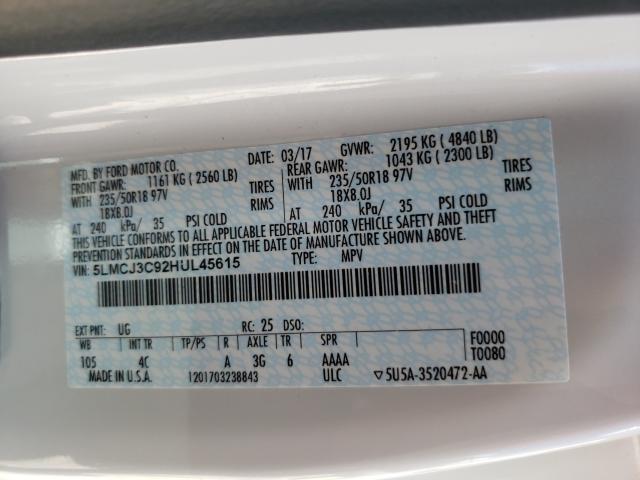 MFD. BY FORD MOTOR CO.
DATE: 03/17 GVWR: 2195 KG ( 4840 LB)
FRONT GAWR: 1161 KG ( 2560 LB) REAR GAWR: 1043 KG ( 2300 LB)
WITH 235/50R18 97V TIRES WITH 235/50R18 97V TIRES
18X8.0J RIMS 18X8.0J RIMS
AT 240 kPa/ 35 PSI COLD AT 240 kPa/ 35 PSI COLD
THIS VEHICLE CONFORMS TO ALL APPLICABLE FEDERAL MOTOR VEHICLE SAFETY AND THEFT
PREVENTION STANDARDS IN EFFECT ON THE DATE OF MANUFACTURE SHOWN ABOVE.
VIN: 5LMCJ3C92HUL45615 TYPE: MPV
EXT PNT: UG RC: 25 DSO:
WB INT TR TP/PS R AXLE TR SPR F0000
105 4C A 3G 6 AAAA T0080
MADE IN U.S.A. 1201703238843 ULC ▽5U5A-3520472-AA